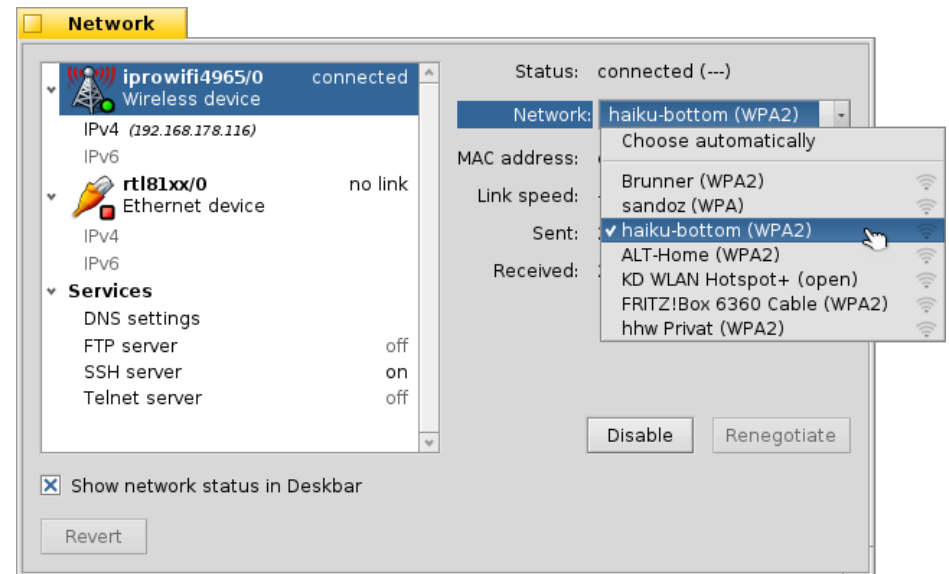 Network
iprowifi4965/0 connected
Wireless device
IPv4 (192.168.178.116)
IPv6
rtl81xx/0 no link
Ethernet device
IPv4
IPv6
Services
DNS settings
FTP server off
SSH server on
Telnet server off
Status: connected (---)
Network: haiku-bottom (WPA2)
MAC address:
Link speed:
Sent:
Received:
Choose automatically
Brunner (WPA2)
sandoz (WPA)
haiku-bottom (WPA2)
ALT-Home (WPA2)
KD WLAN Hotspot+ (open)
FRITZ!Box 6360 Cable (WPA2)
hhw Privat (WPA2)
Disable Renegotiate
Show network status in Deskbar
Revert